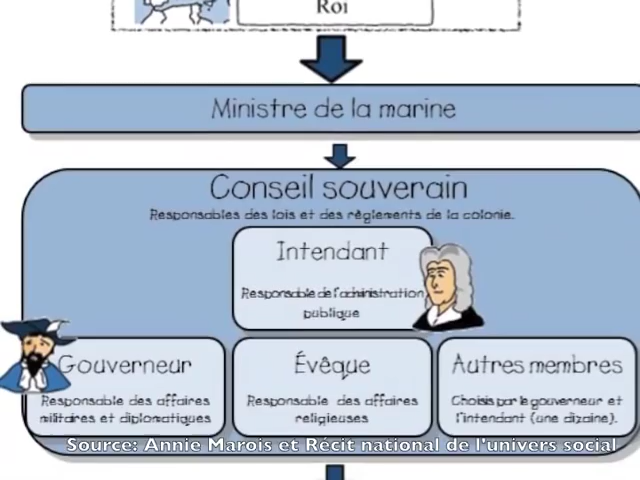 Roi
Ministre de la marine
Conseil souverain
Responsables des lois et des règlements de la colonie.
Intendant
Responsable de l'administration
publique
Gouverneur
Responsable des affaires
militaires et diplomatiques
Évêque
Responsable des affaires
religieuses
Autres membres
Choisis par le gouverneur et
l'intendant (une dizaine).
Source: Annie Marois et Récit national de l'univers social